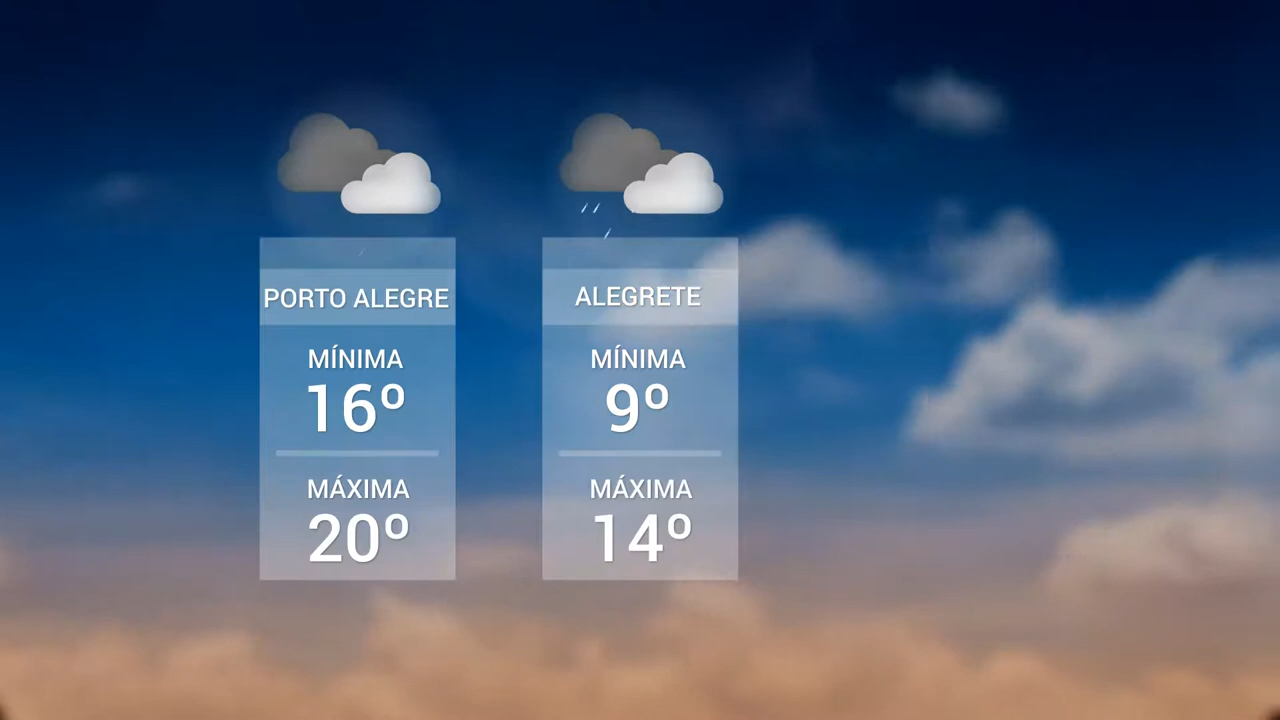 PORTO ALEGRE
MÍNIMA
16º
MÁXIMA
20º
ALEGRETE
MÍNIMA
9º
MÁXIMA
14º